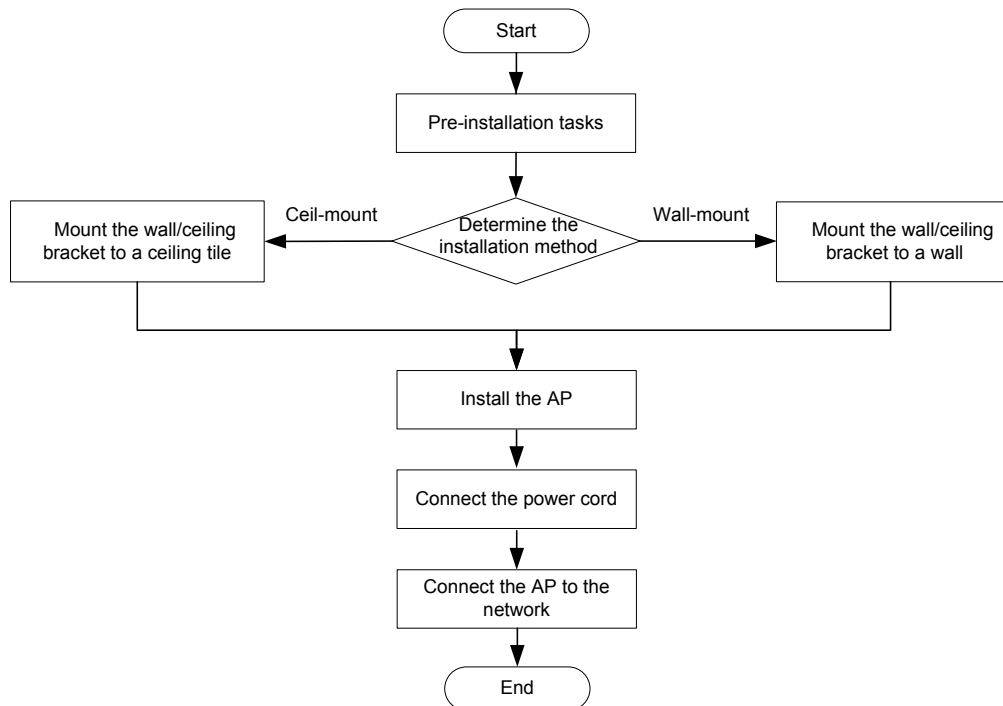 Start
Pre-installation tasks
Ceil-mount
Determine the
installation method
Wall-mount
Mount the wall/ceiling
bracket to a ceiling tile
Mount the wall/ceiling
bracket to a wall
Install the AP
Connect the power cord
Connect the AP to the
network
End